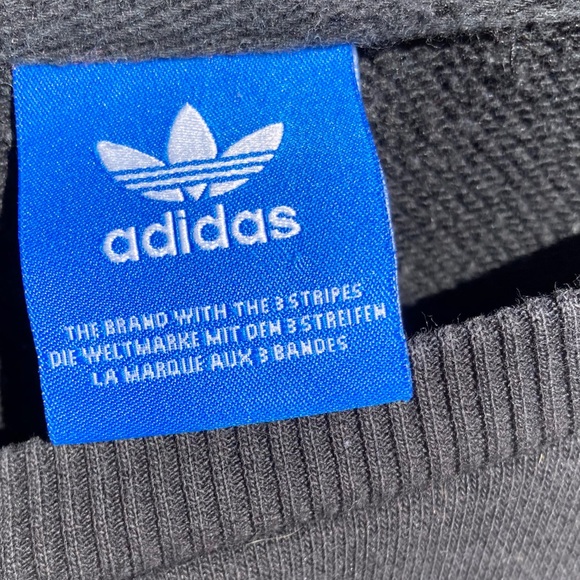 adidas
THE BRAND WITH THE 3 STRIPES
DIE WELTMARKE MIT DEN 3 STREIFEN
LA MARQUE AUX 3 BANDES